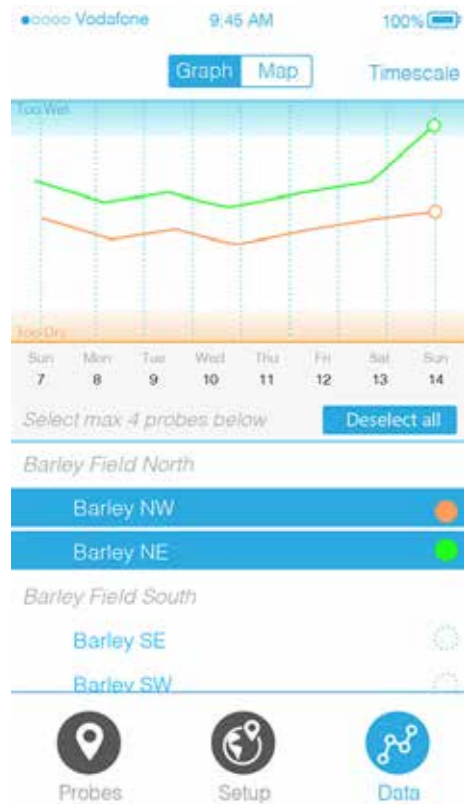 Vodafone 9:45 AM 100%
Graph Map Timescale
Too Wet
Too Dry
Sun Mon Tue Wed Thu Fri Sat Sun
7 8 9 10 11 12 13 14
Select max 4 probes below Deselect all
Barley Field North
Barley NW
Barley NE
Barley Field South
Barley SE
Barley SW
Probes Setup Data